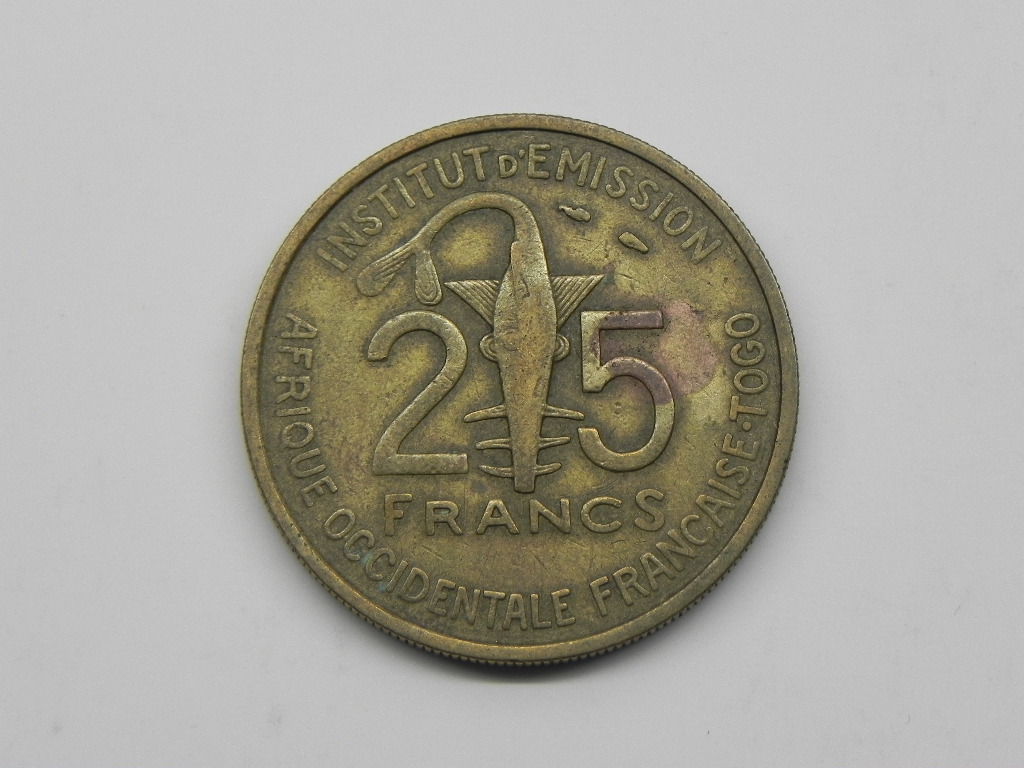 INSTITUT D'EMISSION
25
FRANCS
AFRIQUE OCCIDENTALE FRANCAISE·TOGO